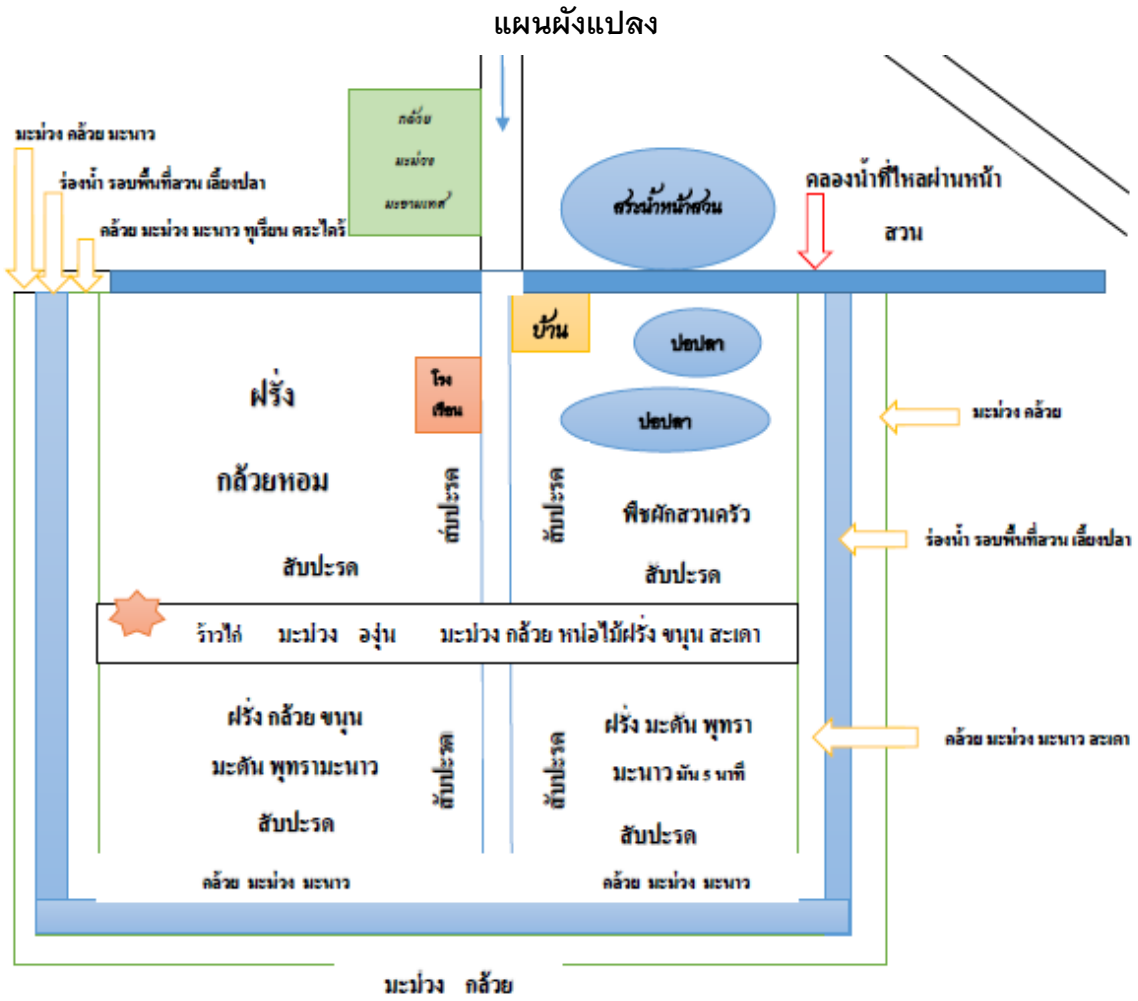 แผนผังแปลง
กล้วย
มะม่วง
มะขามเทศ
มะม่วง กล้วย มะนาว
ร่องน้ำ รอบพื้นที่สวน เลี้ยงปลา
กล้วย มะม่วง มะนาว ทุเรียน ตระไคร้
สระน้ำหน้าสวน
คลองน้ำที่ไหลผ่านหน้า
สวน
บ้าน
บ่อปลา
โรง
เรือน
ฝรั่ง
บ่อปลา
มะม่วง กล้วย
กล้วยหอม
สับปะรด
สับปะรด
พืชผักสวนครัว
ร่องน้ำ รอบพื้นที่สวน เลี้ยงปลา
สับปะรด
สับปะรด
ร้าวไก่ มะม่วง องุ่น มะม่วง กล้วย หน่อไม้ฝรั่ง ขนุน สะเดา
ฝรั่ง กล้วย ขนุน
มะดัน พุทรามะนาว
สับปะรด
สับปะรด
สับปะรด
ฝรั่ง มะดัน พุทรา
มะนาว มัน 5 นาที
สับปะรด
กล้วย มะม่วง มะนาว สะเดา
กล้วย มะม่วง มะนาว
กล้วย มะม่วง มะนาว
มะม่วง กล้วย